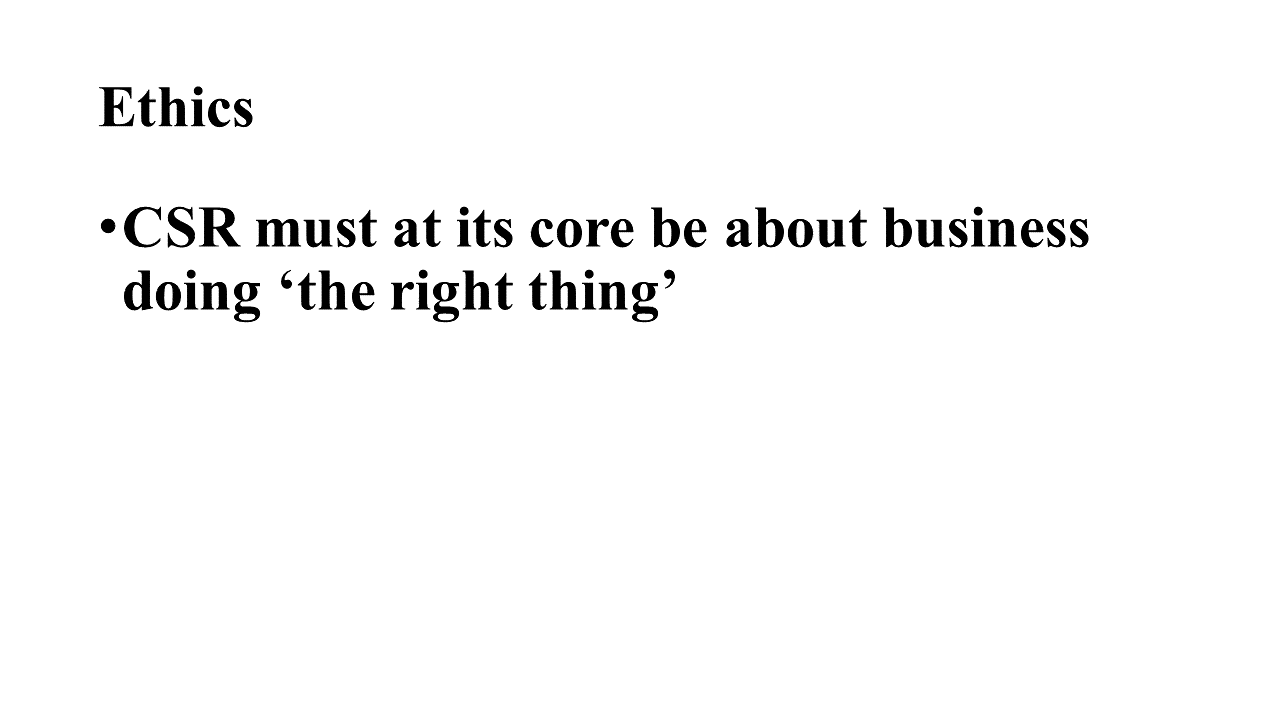 Ethics
•CSR must at its core be about business
doing ‘the right thing’